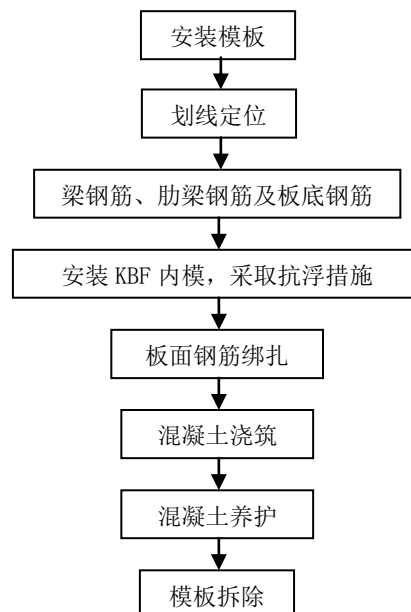 安装模板
划线定位
梁钢筋、肋梁钢筋及板底钢筋
安装 KBF 内模，采取抗浮措施
板面钢筋绑扎
混凝土浇筑
混凝土养护
模板拆除